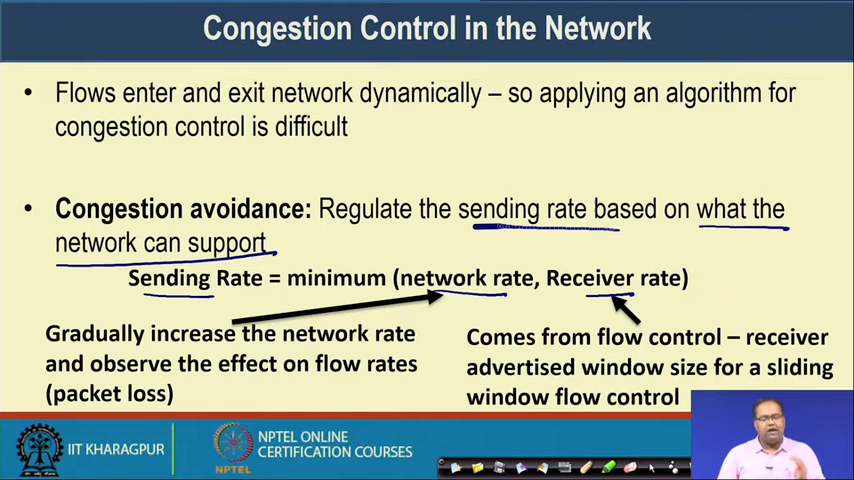 Congestion Control in the Network
• Flows enter and exit network dynamically – so applying an algorithm for
congestion control is difficult
• Congestion avoidance: Regulate the sending rate based on what the
network can support
Sending Rate = minimum (network rate, Receiver rate)
Gradually increase the network rate
and observe the effect on flow rates
(packet loss)
Comes from flow control – receiver
advertised window size for a sliding
window flow control
IIT KHARAGPUR
NPTEL
NPTEL ONLINE
CERTIFICATION COURSES